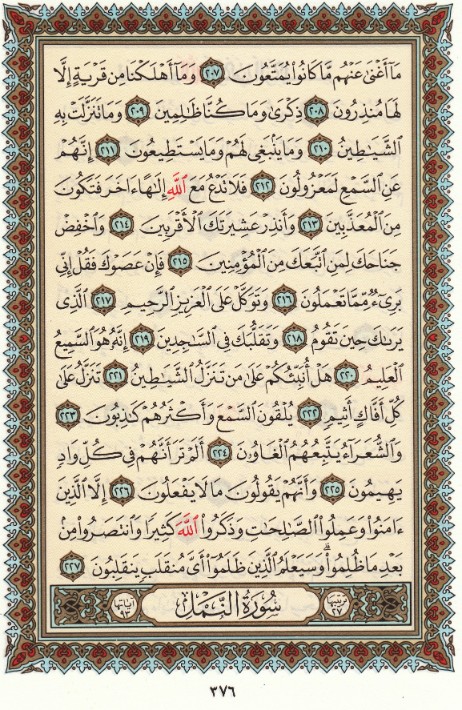 مَآ أَغْنَىٰ عَنْهُم مَّا كَانُوا۟ يُمَتَّعُونَ ٢٠٧ وَمَآ أَهْلَكْنَا مِن قَرْيَةٍ إِلَّا
لَهَا مُنذِرُونَ ٢٠٨ ذِكْرَىٰ وَمَا كُنَّا ظَٰلِمِينَ ٢٠٩ وَمَا تَنَزَّلَتْ بِهِ
ٱلشَّيَٰطِينُ ٢١٠ وَمَا يَنۢبَغِى لَهُمْ وَمَا يَسْتَطِيعُونَ ٢١١ إِنَّهُمْ
عَنِ ٱلسَّمْعِ لَمَعْزُولُونَ ٢١٢ فَلَا تَدْعُ مَعَ ٱللَّهِ إِلَٰهًا ءَاخَرَ فَتَكُونَ
مِنَ ٱلْمُعَذَّبِينَ ٢١٣ وَأَنذِرْ عَشِيرَتَكَ ٱلْأَقْرَبِينَ ٢١٤ وَٱخْفِضْ
جَنَاحَكَ لِمَنِ ٱتَّبَعَكَ مِنَ ٱلْمُؤْمِنِينَ ٢١٥ فَإِنْ عَصَوْكَ فَقُلْ إِنِّى
بَرِىٓءٌ مِّمَّا تَعْمَلُونَ ٢١٦ وَتَوَكَّلْ عَلَى ٱلْعَزِيزِ ٱلرَّحِيمِ ٢١٧ ٱلَّذِى
يَرَىٰكَ حِينَ تَقُومُ ٢١٨ وَتَقَلُّبَكَ فِى ٱلسَّٰجِدِينَ ٢١٩ إِنَّهُۥ هُوَ ٱلسَّمِيعُ
ٱلْعَلِيمُ ٢٢٠ هَلْ أُنَبِّئُكُمْ عَلَىٰ مَن تَنَزَّلُ ٱلشَّيَٰطِينُ ٢٢١ تَنَزَّلُ عَلَىٰ
كُلِّ أَفَّاكٍ أَثِيمٍ ٢٢٢ يُلْقُونَ ٱلسَّمْعَ وَأَكْثَرُهُمْ كَٰذِبُونَ ٢٢٣
وَٱلشُّعَرَآءُ يَتَّبِعُهُمُ ٱلْغَاوُۥنَ ٢٢٤ أَلَمْ تَرَ أَنَّهُمْ فِى كُلِّ وَادٍ
يَهِيمُونَ ٢٢٥ وَأَنَّهُمْ يَقُولُونَ مَا لَا يَفْعَلُونَ ٢٢٦ إِلَّا ٱلَّذِينَ
ءَامَنُوا۟ وَعَمِلُوا۟ ٱلصَّٰلِحَٰتِ وَذَكَرُوا۟ ٱللَّهَ كَثِيرًا وَٱنتَصَرُوا۟ مِنۢ
بَعْدِ مَا ظُلِمُوا۟ ۗ وَسَيَعْلَمُ ٱلَّذِينَ ظَلَمُوٓا۟ أَىَّ مُنقَلَبٍ يَنقَلِبُونَ ٢٢٧
ترتيبها ٢٧ سُورَةُ النَّمْلِ آياتها ٩٣
٣٧٦